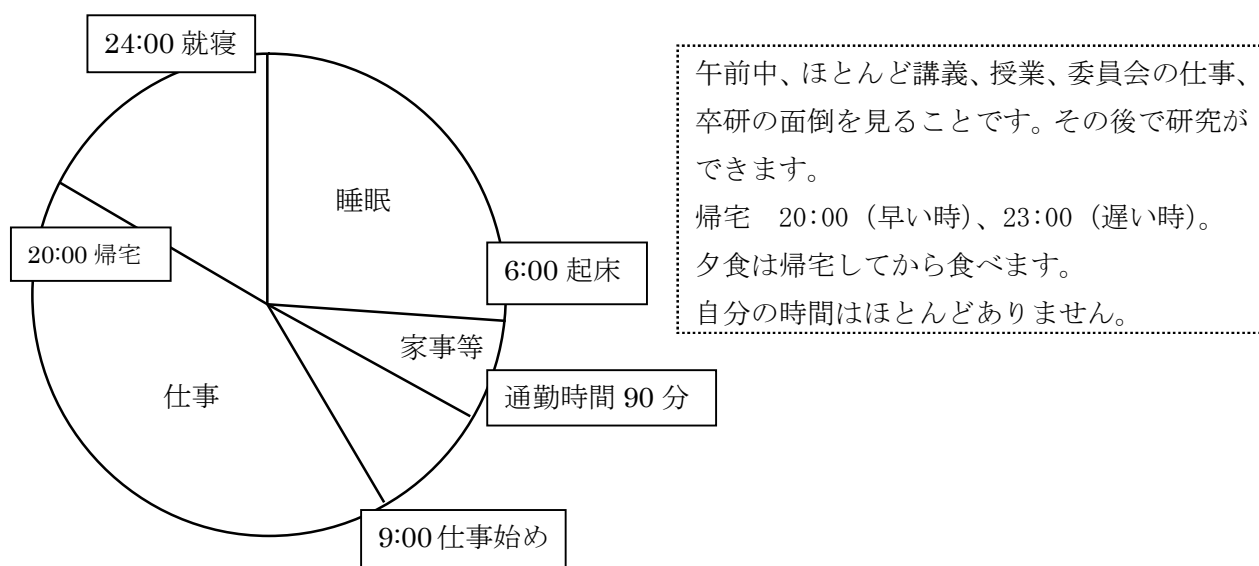 24:00 就寝
睡眠
20:00 帰宅
6:00 起床
家事等
仕事
通勤時間 90 分
9:00 仕事始め
午前中、ほとんど講義、授業、委員会の仕事、
卒研の面倒を見ることです。その後で研究が
できます。
帰宅　20:00（早い時）、23:00（遅い時）。
夕食は帰宅してから食べます。
自分の時間はほとんどありません。